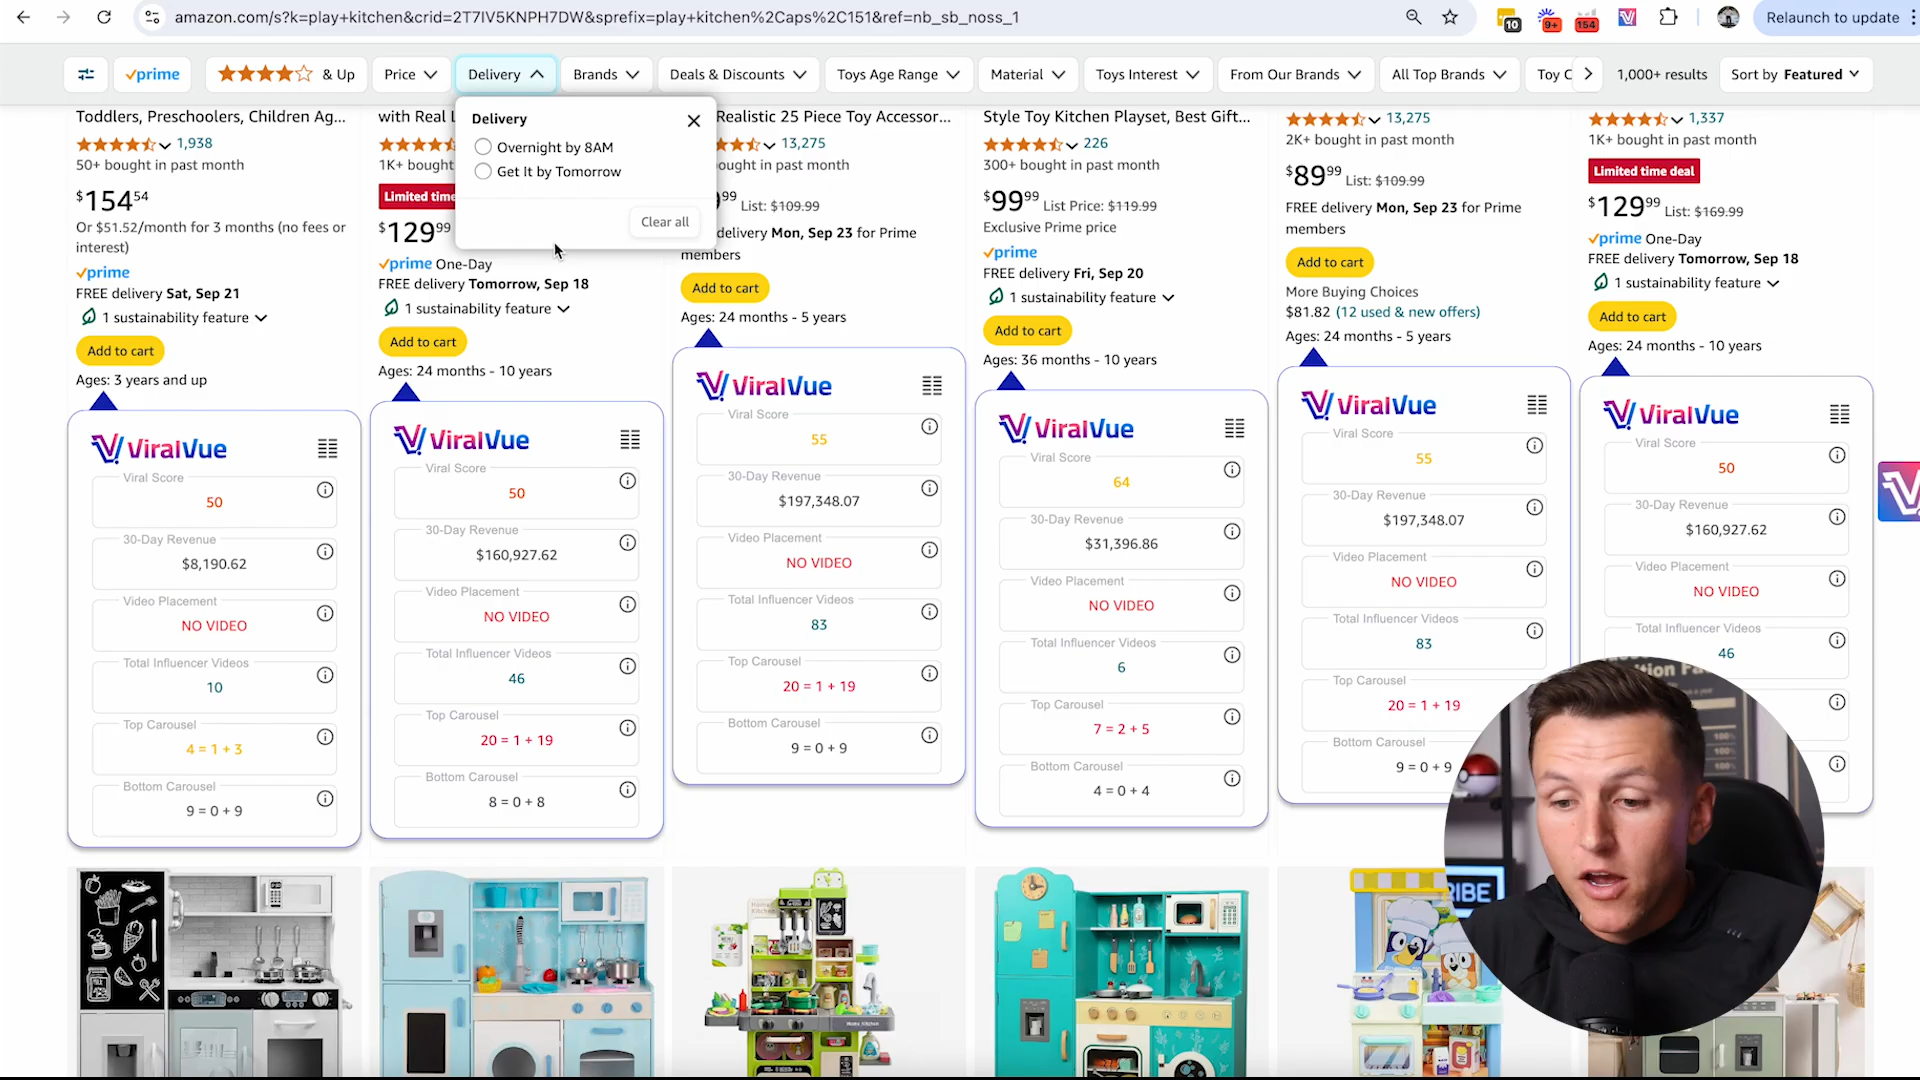 amazon.com/s?k=play+kitchen&crid=2T7IV5KNPH7DW&sprefix=play+kitchen%2Caps%2C151&ref=nb_sb_noss_1
10
9+
154
Relaunch to update
prime
& Up
Price
Delivery
Brands
Deals & Discounts
Toys Age Range
Material
Toys Interest
From Our Brands
All Top Brands
Toy C
1,000+ results
Sort by Featured
Delivery
Overnight by 8AM
Get It by Tomorrow
Clear all
Toddlers, Preschoolers, Children Ag...
1,938
50+ bought in past month
$154.54
Or $51.52/month for 3 months (no fees or
interest)
prime
FREE delivery Sat, Sep 21
1 sustainability feature
Add to cart
Ages: 3 years and up
ViralVue
Viral Score
50
30-Day Revenue
$8,190.62
Video Placement
NO VIDEO
Total Influencer Videos
10
Top Carousel
4 = 1 + 3
Bottom Carousel
9 = 0 + 9
with Real L
1K+ bought
Limited time
$129.99
prime One-Day
FREE delivery Tomorrow, Sep 18
1 sustainability feature
Add to cart
Ages: 24 months - 10 years
ViralVue
Viral Score
50
30-Day Revenue
$160,927.62
Video Placement
NO VIDEO
Total Influencer Videos
46
Top Carousel
20 = 1 + 19
Bottom Carousel
8 = 0 + 8
Realistic 25 Piece Toy Accessor...
13,275
bought in past month
99 List: $109.99
delivery Mon, Sep 23 for Prime
members
Add to cart
Ages: 24 months - 5 years
ViralVue
Viral Score
55
30-Day Revenue
$197,348.07
Video Placement
NO VIDEO
Total Influencer Videos
83
Top Carousel
20 = 1 + 19
Bottom Carousel
9 = 0 + 9
Style Toy Kitchen Playset, Best Gift...
226
300+ bought in past month
$99.99 List Price: $119.99
Exclusive Prime price
prime
FREE delivery Fri, Sep 20
1 sustainability feature
Add to cart
Ages: 36 months - 10 years
ViralVue
Viral Score
64
30-Day Revenue
$31,396.86
Video Placement
NO VIDEO
Total Influencer Videos
6
Top Carousel
7 = 2 + 5
Bottom Carousel
4 = 0 + 4
13,275
2K+ bought in past month
$89.99 List: $109.99
FREE delivery Mon, Sep 23 for Prime
members
Add to cart
More Buying Choices
$81.82 (12 used & new offers)
Ages: 24 months - 5 years
ViralVue
Viral Score
55
30-Day Revenue
$197,348.07
Video Placement
NO VIDEO
Total Influencer Videos
83
Top Carousel
20 = 1 + 19
Bottom Carousel
9 = 0 + 9
1,337
1K+ bought in past month
Limited time deal
$129.99 List: $169.99
prime One-Day
FREE delivery Tomorrow, Sep 18
1 sustainability feature
Add to cart
Ages: 24 months - 10 years
ViralVue
Viral Score
50
30-Day Revenue
$160,927.62
Video Placement
NO VIDEO
Total Influencer Videos
46
ition Fa
100%
100%
100%
RIBE